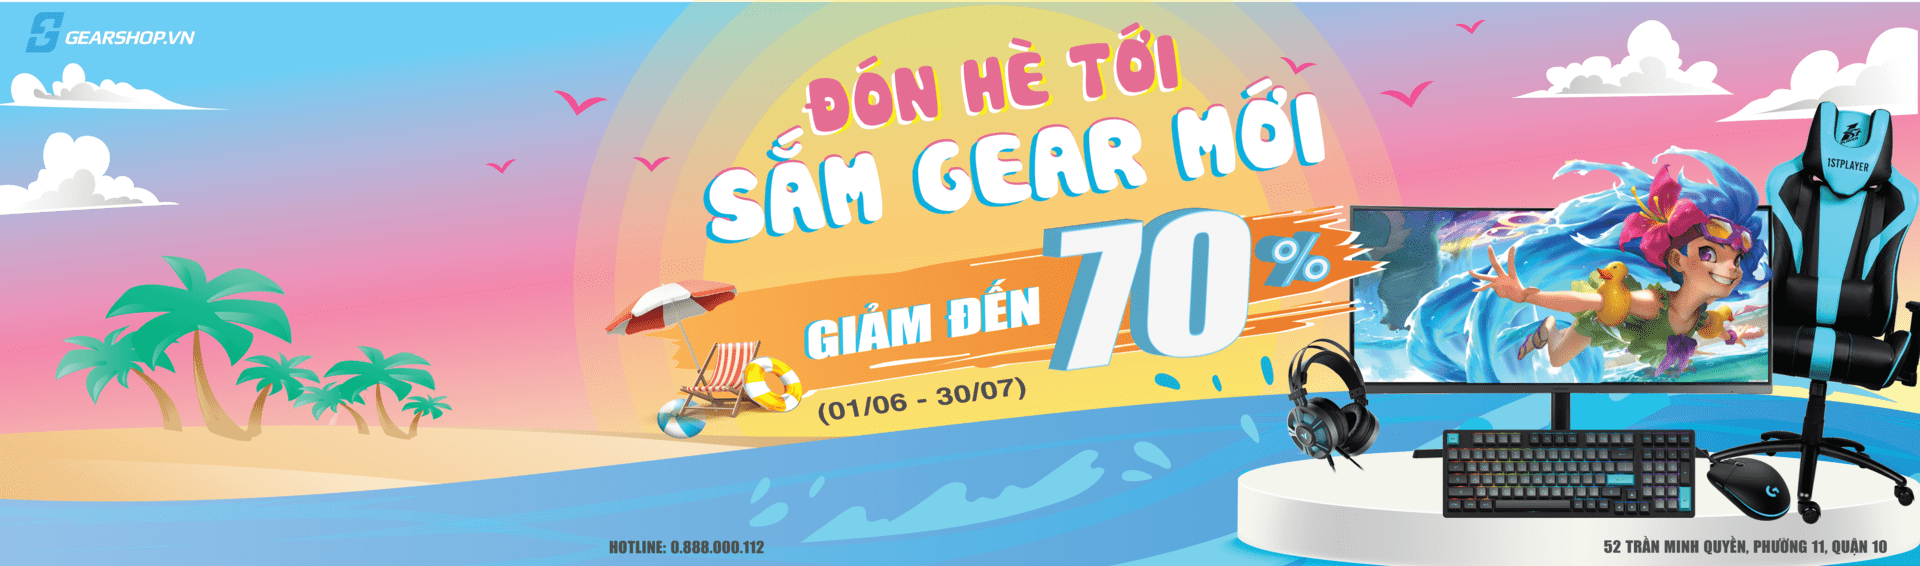 GEARSHOP.VN
ĐÓN HÈ TỚI
SẮM GEAR MỚI
GIẢM ĐẾN 70%
(01/06 - 30/07)
1STPLAYER
HOTLINE: 0.888.000.112
52 TRẦN MINH QUYỀN, PHƯỜNG 11, QUẬN 10